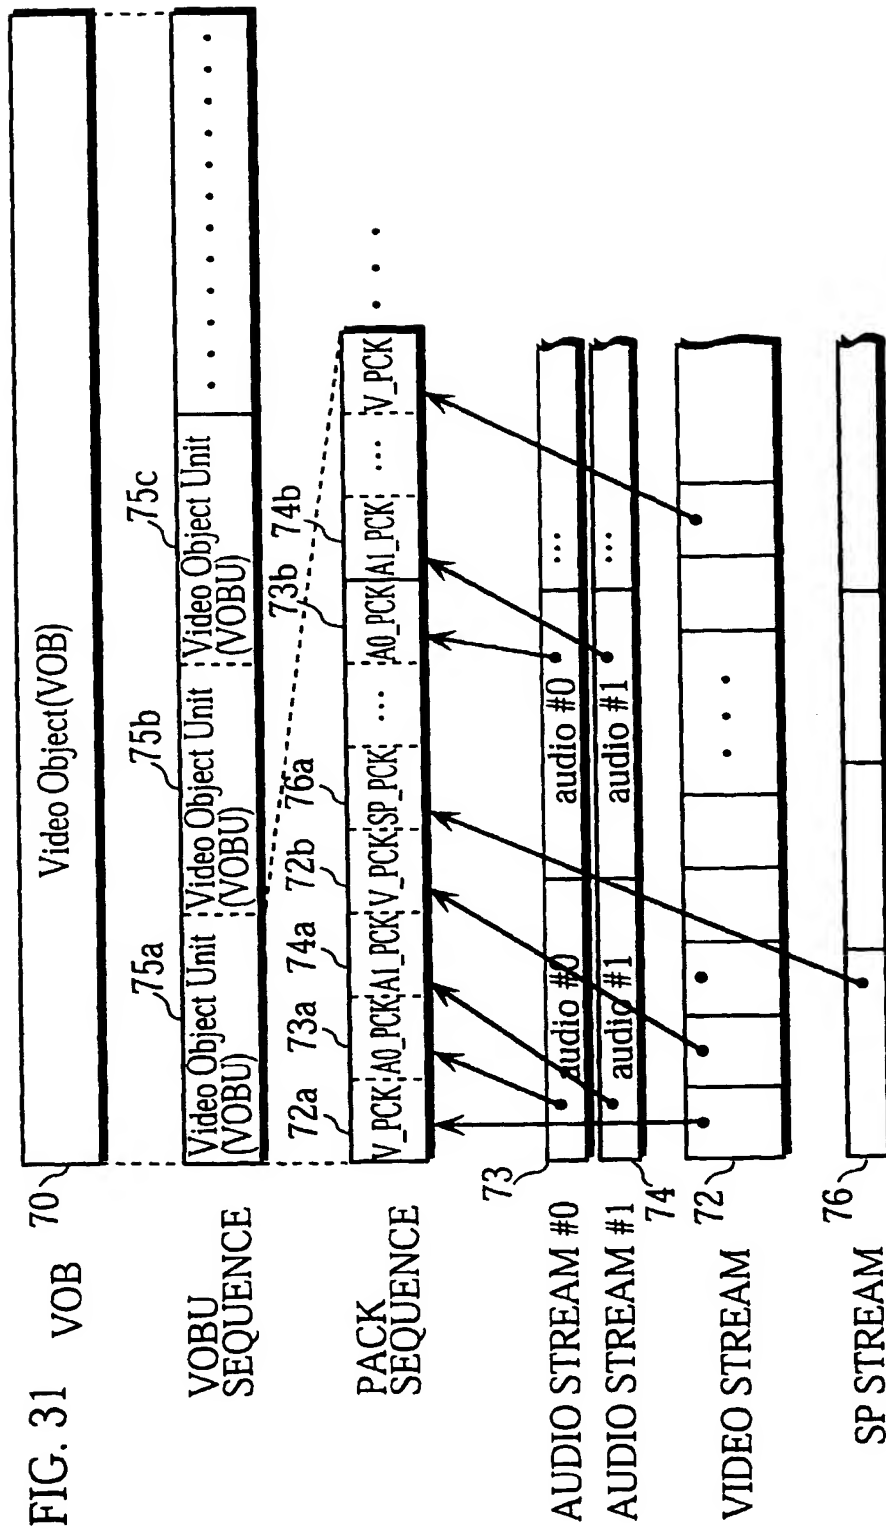 FIG. 31
VOB
70
Video Object(VOB)
VOBU
SEQUENCE
75a
75b
75c
Video Object Unit
(VOBU)
Video Object Unit
(VOBU)
Video Object Unit
(VOBU)
. . . . . . . . . . . .
PACK
SEQUENCE
72a
73a
74a
72b
76a
73b
74b
V_PCK
A0_PCK
A1_PCK
V_PCK
SP_PCK
...
A0_PCK
A1_PCK
...
V_PCK
. . .
AUDIO STREAM #0
73
audio #0
audio #0
...
AUDIO STREAM #1
74
audio #1
audio #1
...
VIDEO STREAM
72
. . .
SP STREAM
76